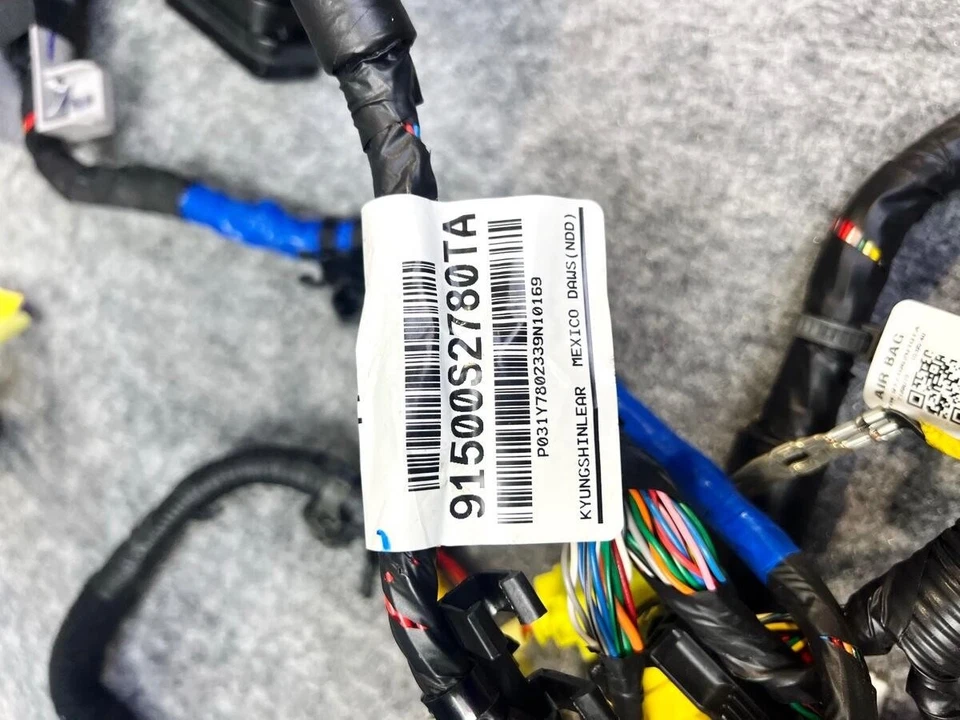 91500S2780TA
P031Y7802339N10169
KYUNGSHINLEAR MEXICO DAWS(NDD)
AIR BAG